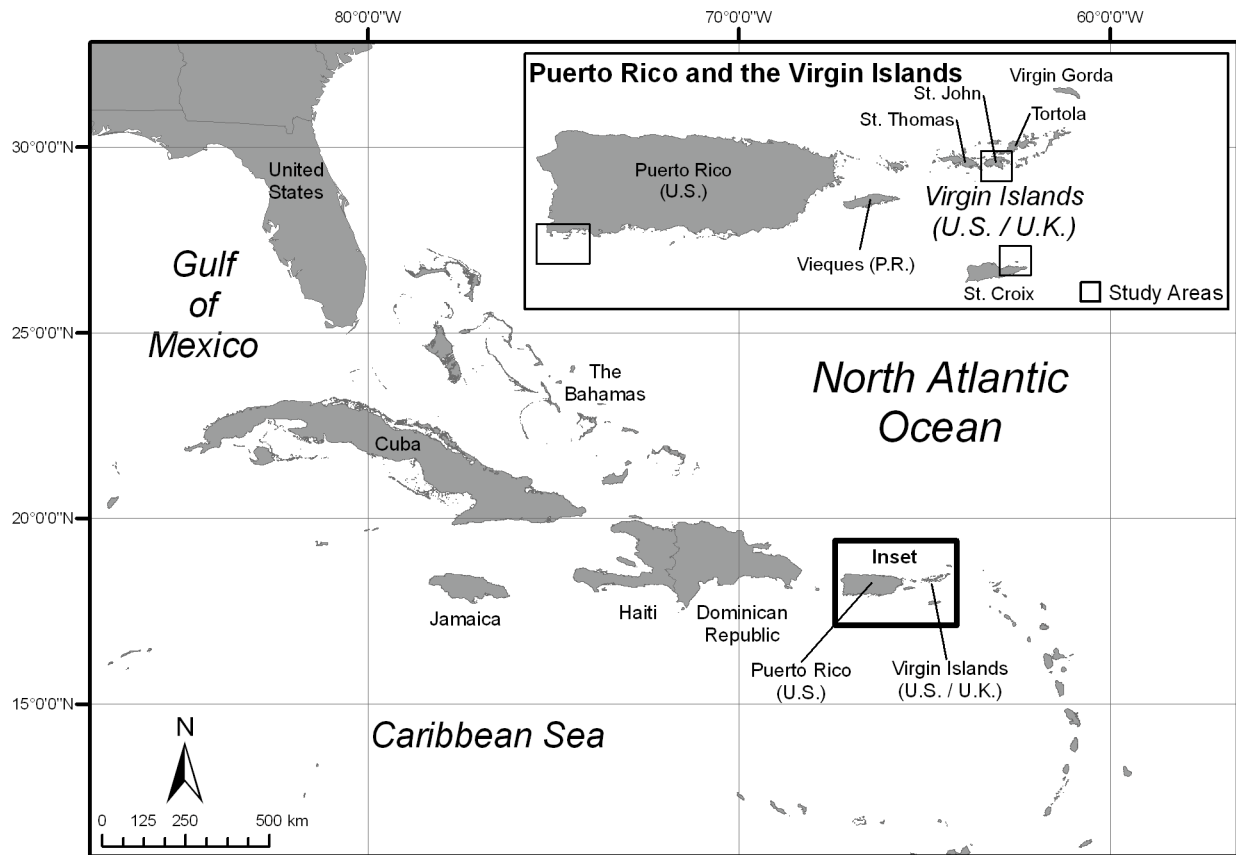 80°0'0"W
70°0'0"W
60°0'0"W
Puerto Rico and the Virgin Islands
Virgin Gorda
St. John
Tortola
St. Thomas
30°0'0"N
United
States
Puerto Rico
(U.S.)
Virgin Islands
(U.S. / U.K.)
Gulf
of
Mexico
Vieques (P.R.)
St. Croix
Study Areas
25°0'0"N
The
Bahamas
North Atlantic
Ocean
Cuba
20°0'0"N
Inset
Jamaica
Haiti
Dominican
Republic
Puerto Rico
(U.S.)
Virgin Islands
(U.S. / U.K.)
15°0'0"N
N
Caribbean Sea
0 125 250 500 km